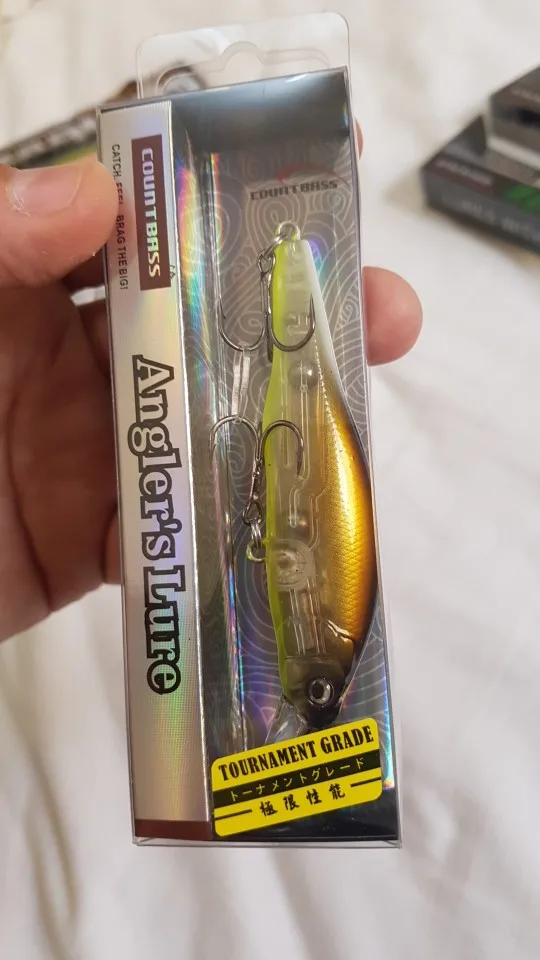 COUNTBASS
CATCH, FEEL, BRAG THE BIG!
Angler's Lure
COUNTBASS
TOURNAMENT GRADE
トーナメントグレード
極限性能